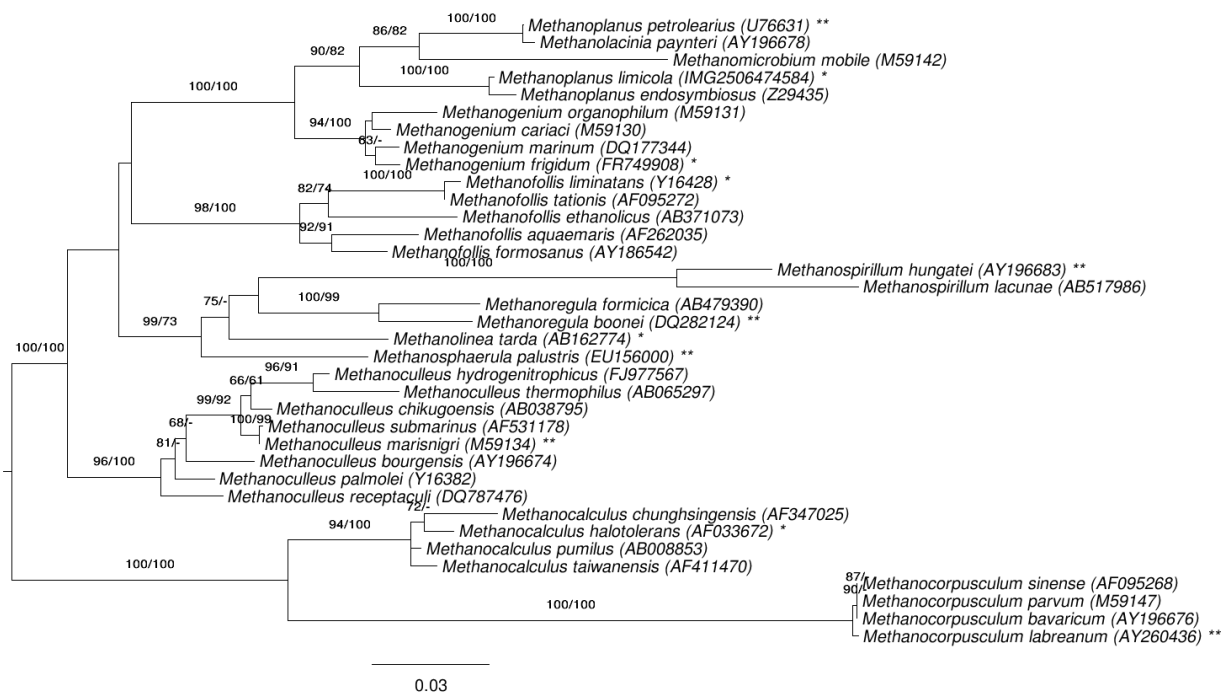 100/100
Methanoplanus petrolearius (U76631) **
86/82
Methanolacinia paynteri (AY196678)
90/82
Methanomicrobium mobile (M59142)
100/100
Methanoplanus limicola (IMG2506474584) *
100/100
Methanoplanus endosymbiosus (Z29435)
Methanogenium organophilum (M59131)
94/100
Methanogenium cariaci (M59130)
63/-
Methanogenium marinum (DQ177344)
Methanogenium frigidum (FR749908) *
100/100
Methanofollis liminatans (Y16428) *
82/74
Methanofollis tationis (AF095272)
98/100
Methanofollis ethanolicus (AB371073)
92/91
Methanofollis aquaemaris (AF262035)
Methanofollis formosanus (AY186542)
100/100
Methanospirillum hungatei (AY196683) **
Methanospirillum lacunae (AB517986)
75/-
100/99
Methanoregula formicica (AB479390)
99/73
Methanoregula boonei (DQ282124) **
Methanolinea tarda (AB162774) *
100/100
Methanosphaerula palustris (EU156000) **
96/91
Methanoculleus hydrogenitrophicus (FJ977567)
66/61
Methanoculleus thermophilus (AB065297)
99/92
Methanoculleus chikugoensis (AB038795)
100/99
68/-
Methanoculleus submarinus (AF531178)
81/-
Methanoculleus marisnigri (M59134) **
96/100
Methanoculleus bourgensis (AY196674)
Methanoculleus palmolei (Y16382)
Methanoculleus receptaculi (DQ787476)
72/-
Methanocalculus chunghsingensis (AF347025)
94/100
Methanocalculus halotolerans (AF033672) *
Methanocalculus pumilus (AB008853)
100/100
Methanocalculus taiwanensis (AF411470)
87/-
Methanocorpusculum sinense (AF095268)
90/-
100/100
Methanocorpusculum parvum (M59147)
Methanocorpusculum bavaricum (AY196676)
Methanocorpusculum labreanum (AY260436) **
0.03